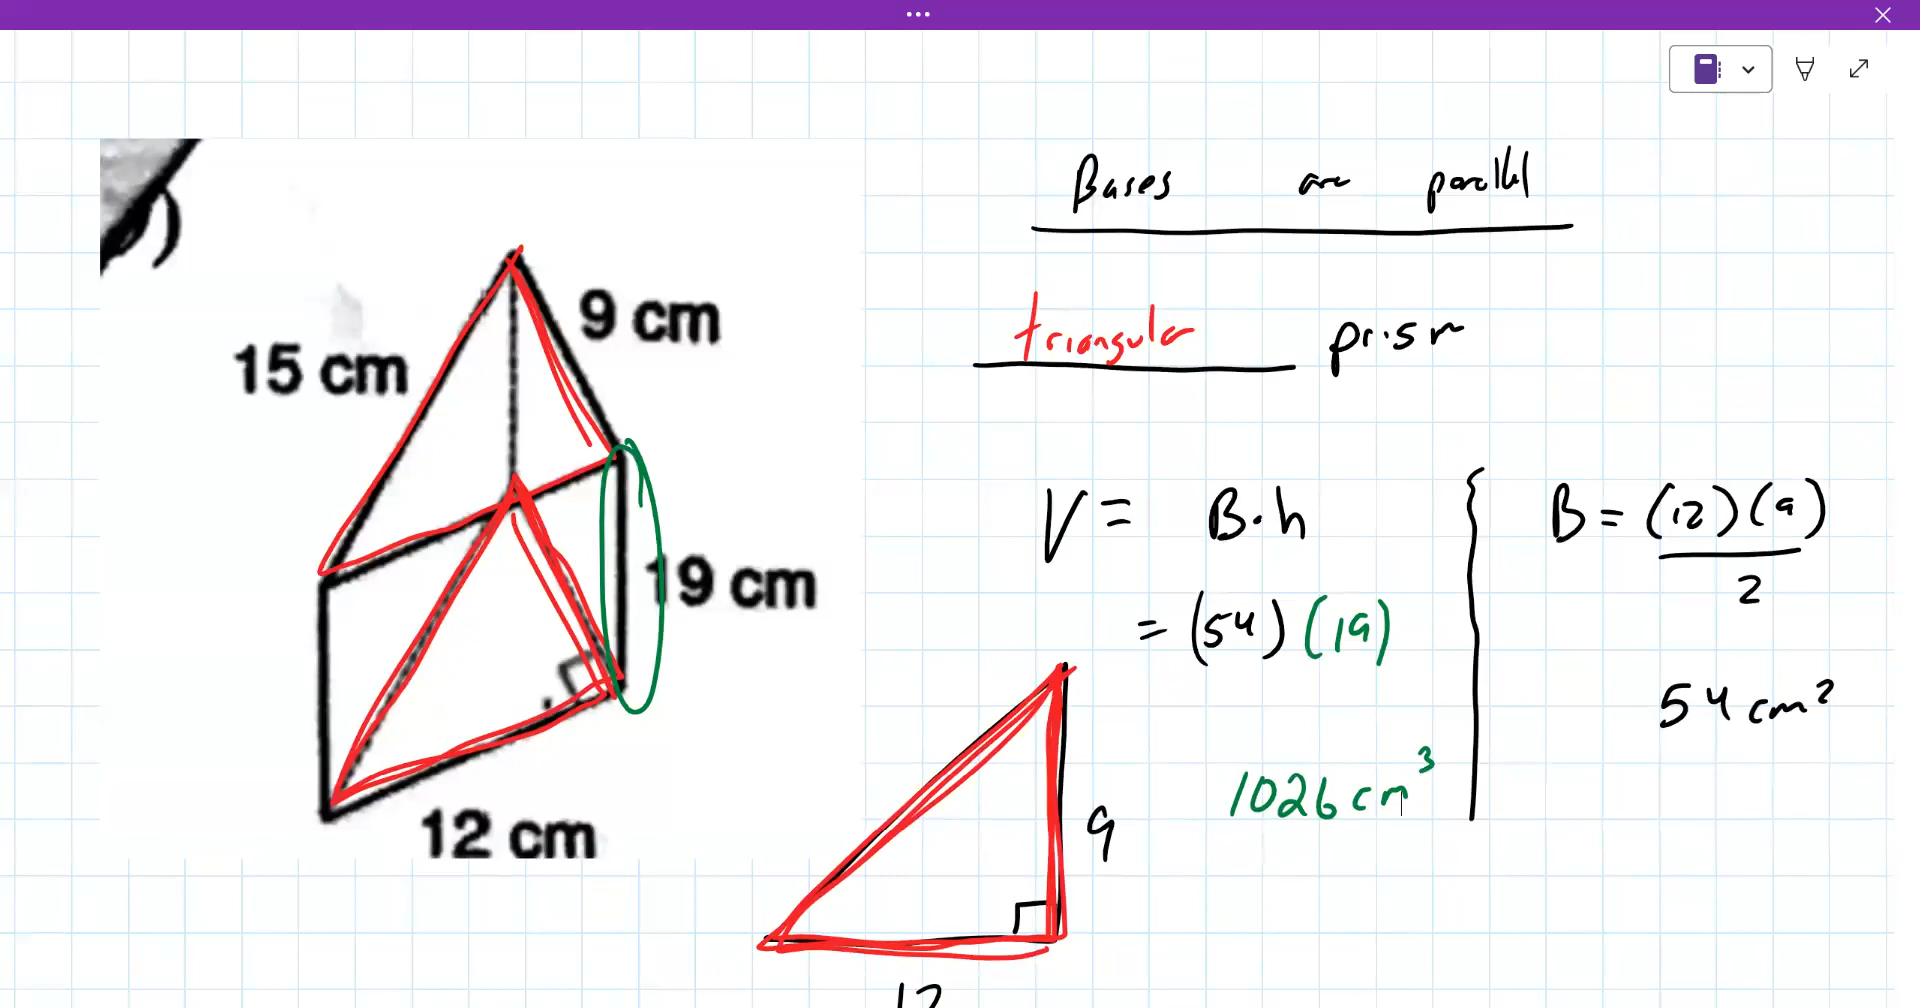 Bases are parallel
triangular prism
9 cm
15 cm
19 cm
12 cm
V = B·h
= (54)(19)
1026 cm³
B = (12)(9)
2
54 cm²
9
12